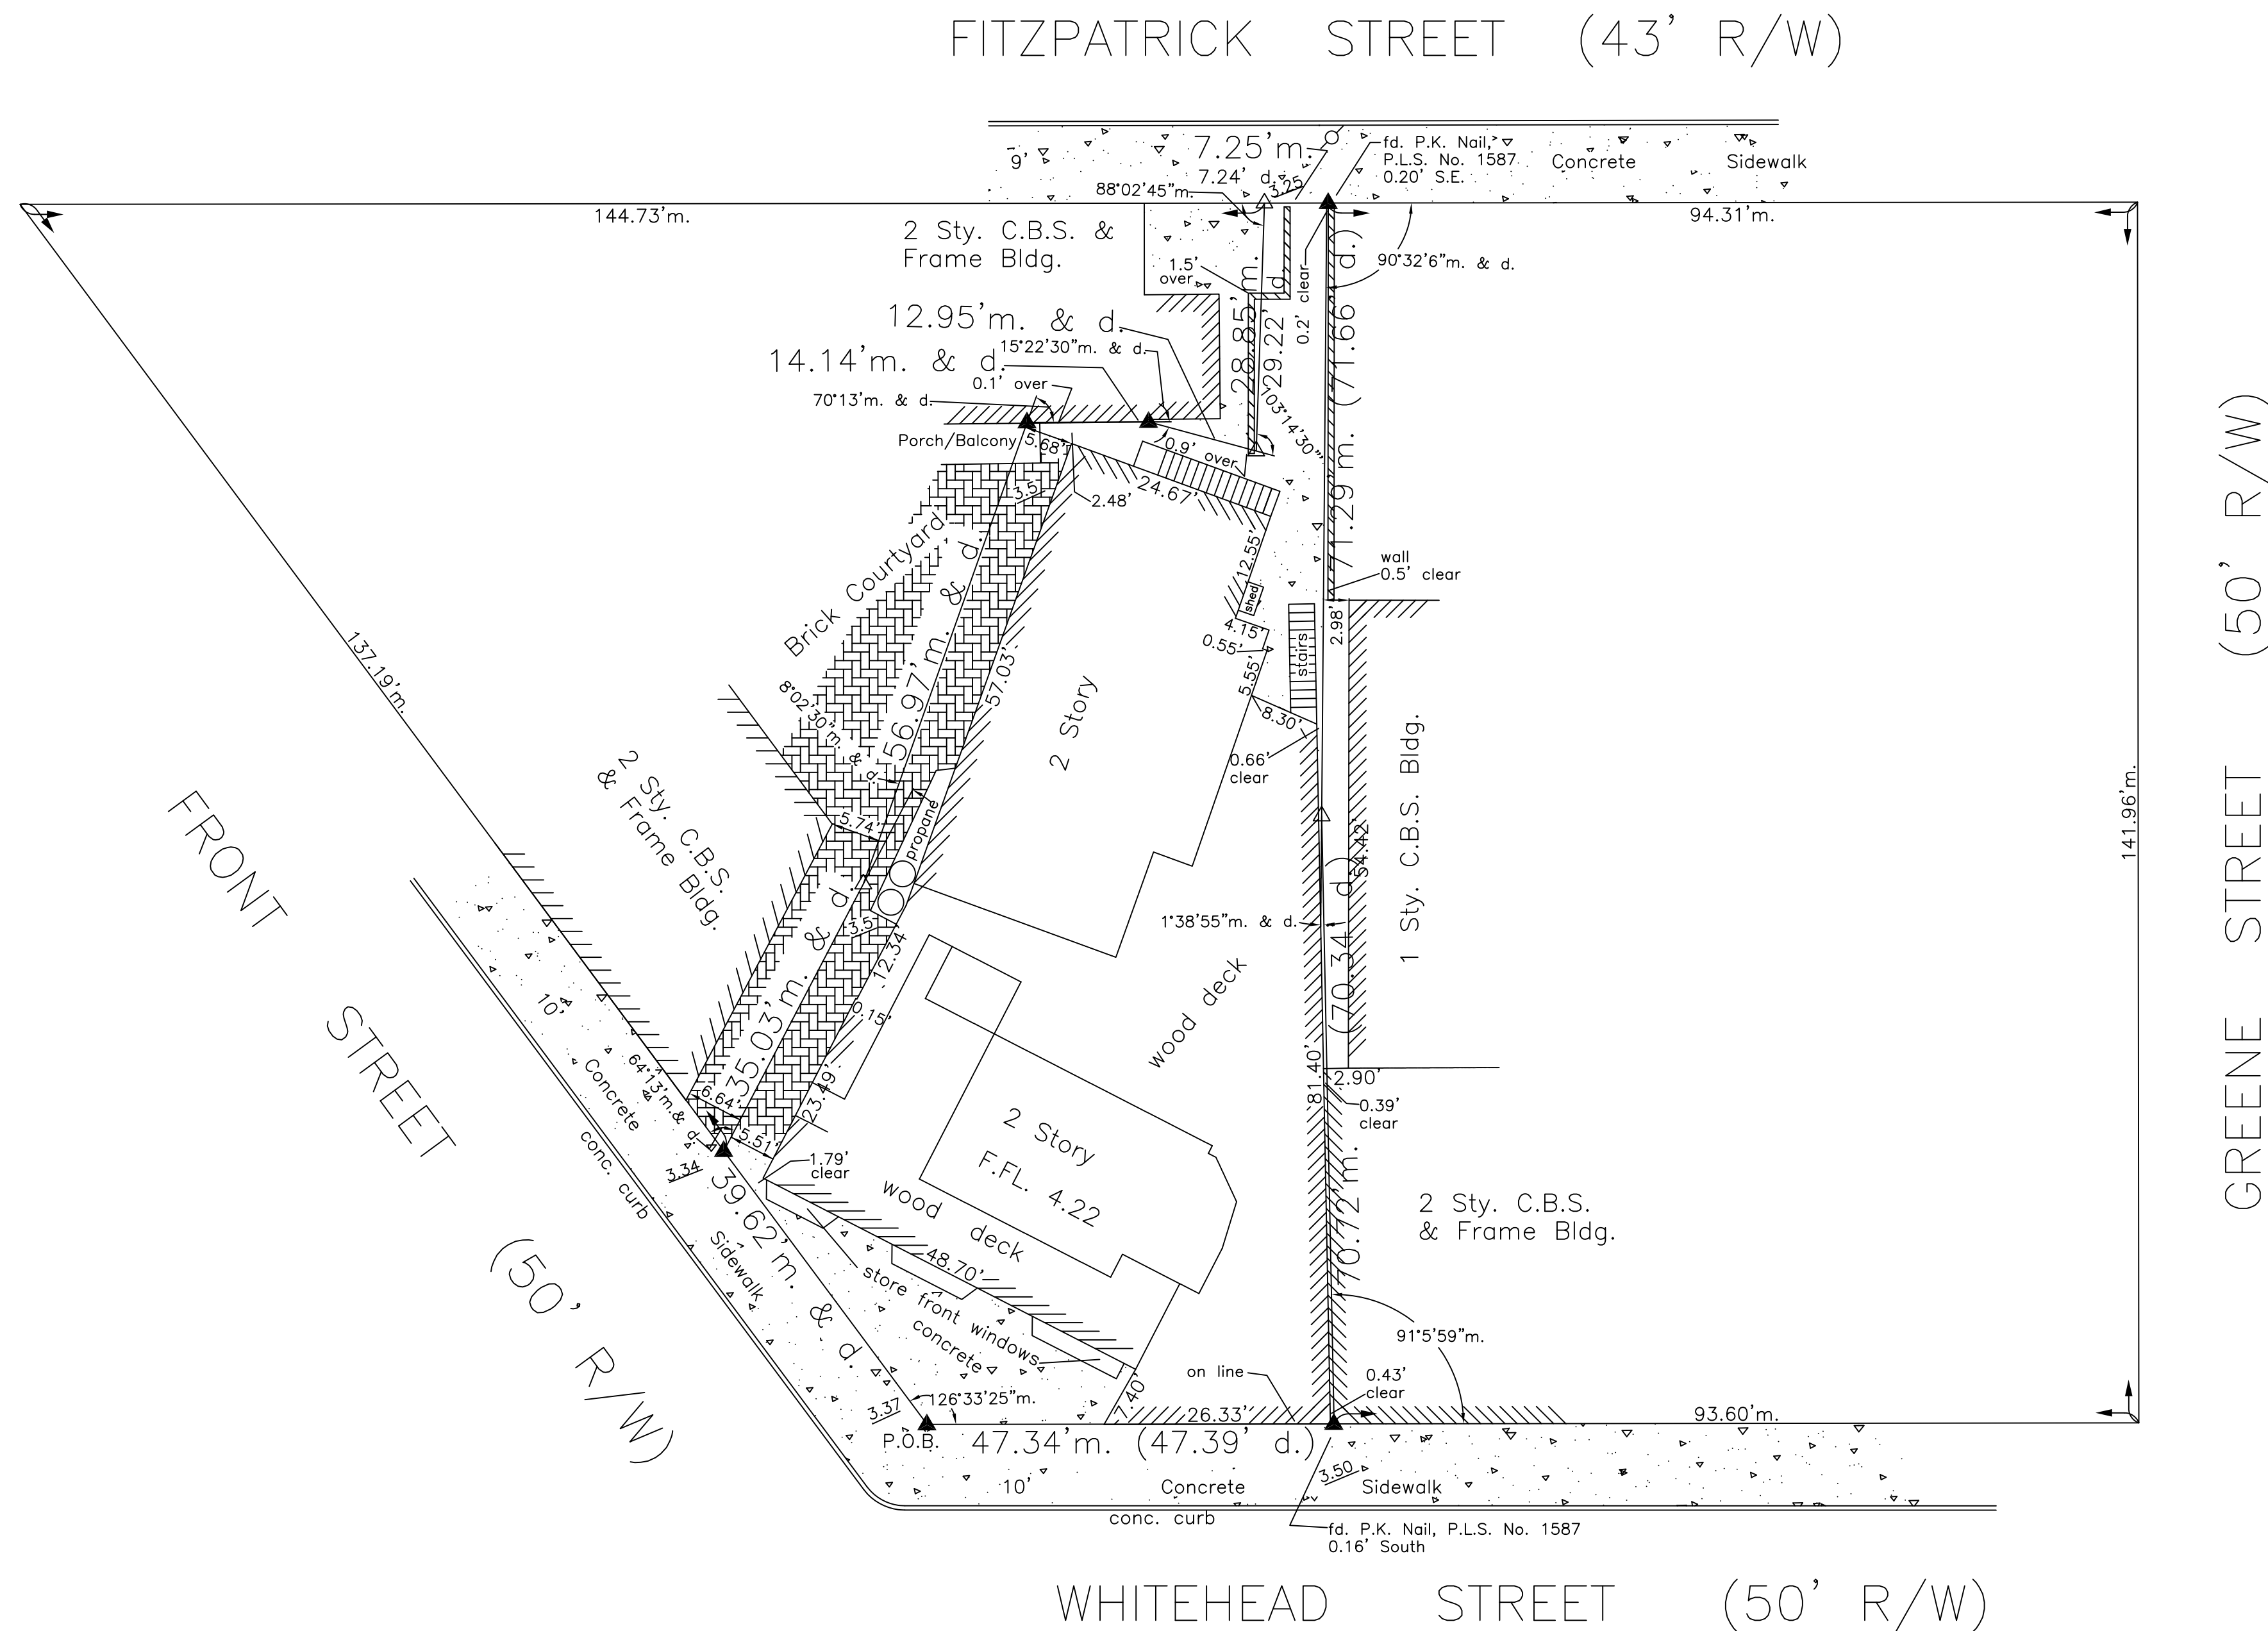 FITZPATRICK STREET (43' R/W)
7.25'm.
7.24' d.
3.25
9'
88°02'45"m.
fd. P.K. Nail,
P.L.S. No. 1587
0.20' S.E.
Concrete Sidewalk
144.73'm.
94.31'm.
2 Sty. C.B.S. &
Frame Bldg.
1.5'
over
28.85' m.
29.22' d.
0.2' clear
90°32'6"m. & d.
71.29' m. (71.66' d.)
12.95'm. & d.
15°22'30"m. & d.
14.14'm. & d.
0.1' over
70°13'm. & d.
103°14'30"
Porch/Balcony
5.68'
0.9' over
24.67'
2.48'
3.5
Brick Courtyard
12.55'
shed
wall
0.5' clear
2.98'
4.15'
0.55'
5.55'
stairs
8.30'
0.66'
clear
137.19'm.
56.97' m. & d.
57.03'
8°02'30"m. & d.
2 Story
2 Sty. C.B.S.
& Frame Bldg.
5.74'
propane
54.42'
1 Sty. C.B.S. Bldg.
141.96'm.
GREENE STREET (50' R/W)
FRONT STREET (50' R/W)
35.03' m. & d.
3.5
12.34'
0.15'
1°38'55"m. & d.
(70.34' d.)
70.72' m.
wood deck
10'
Concrete
Sidewalk
conc. curb
64°13'm.& d.
6.64'
23.49'
5.51'
3.34
1.79'
clear
2 Story
F.FL. 4.22
wood deck
81.40'
2.90'
0.39'
clear
2 Sty. C.B.S.
& Frame Bldg.
39.62' m. & d.
48.70'
store front windows
concrete
91°5'59"m.
on line
0.43'
clear
126°33'25"m.
3.37
7.40'
26.33'
93.60'm.
P.O.B.
47.34'm. (47.39' d.)
3.50
10'
Concrete Sidewalk
conc. curb
fd. P.K. Nail, P.L.S. No. 1587
0.16' South
WHITEHEAD STREET (50' R/W)